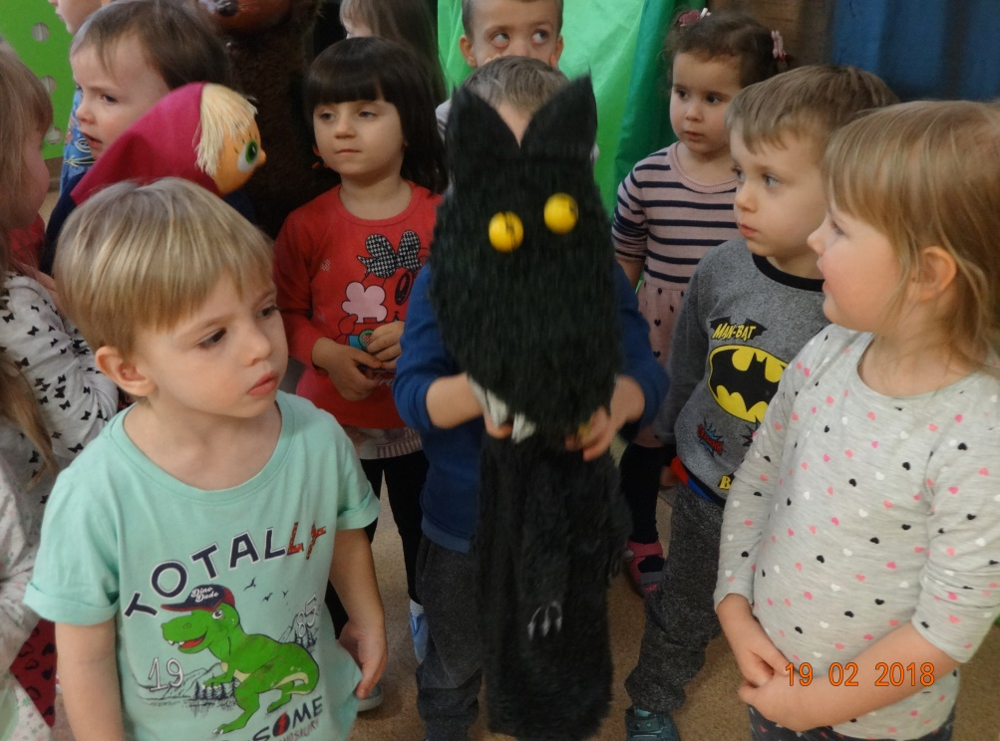 MAN-BAT
TOTALLY
Dino
Dude
19
SOME
19 02 2018